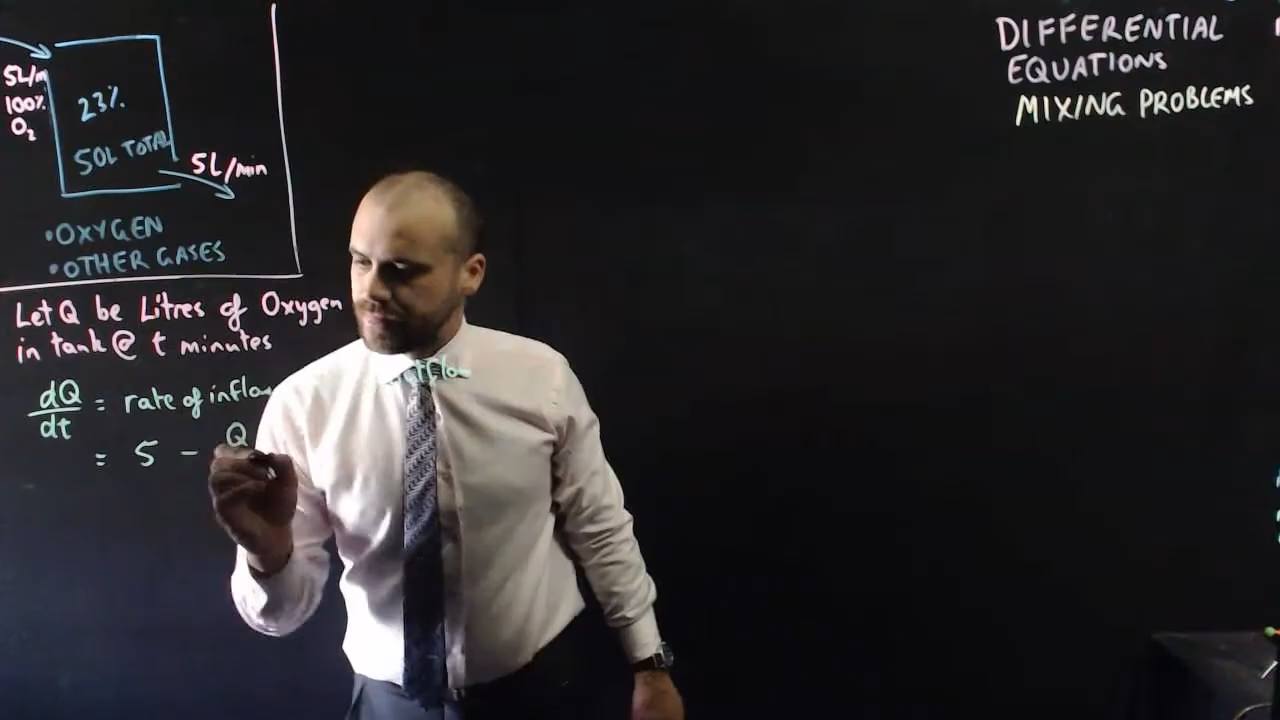 DIFFERENTIAL
EQUATIONS
MIXING PROBLEMS
5L/m
100%
O₂
23%
50L TOTAL
5L/min
•OXYGEN
•OTHER GASES
Let Q be Litres of Oxygen
in tank @ t minutes
dQ/dt = rate of inflow
= 5 - Q